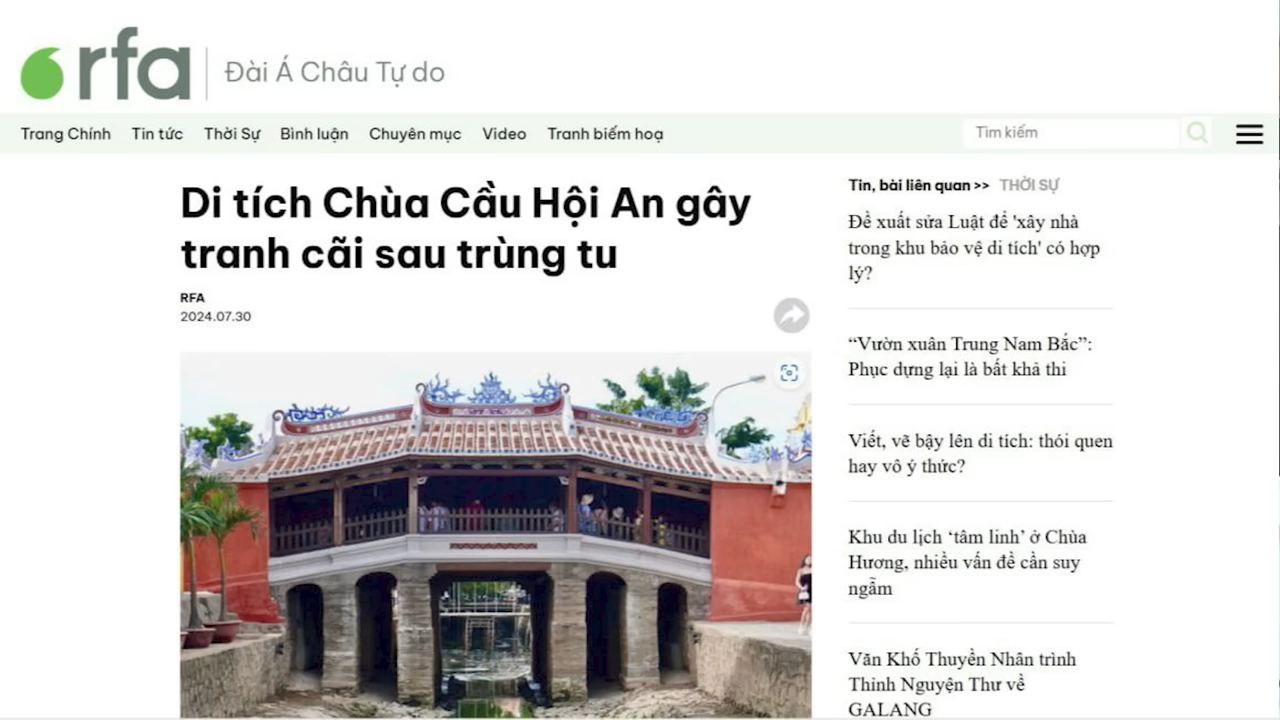 rfa
Đài Á Châu Tự do
Trang Chính Tin tức Thời Sự Bình luận Chuyên mục Video Tranh biếm hoạ
Tìm kiếm
Di tích Chùa Cầu Hội An gây
tranh cãi sau trùng tu
RFA
2024.07.30
Tin, bài liên quan >> THỜI SỰ
Đề xuất sửa Luật để 'xây nhà
trong khu bảo vệ di tích' có hợp
lý?
“Vườn xuân Trung Nam Bắc”:
Phục dựng lại là bất khả thi
Viết, vẽ bậy lên di tích: thói quen
hay vô ý thức?
Khu du lịch ‘tâm linh’ ở Chùa
Hương, nhiều vấn đề cần suy
ngẫm
Văn Khố Thuyền Nhân trình
Thỉnh Nguyện Thư về
GALANG